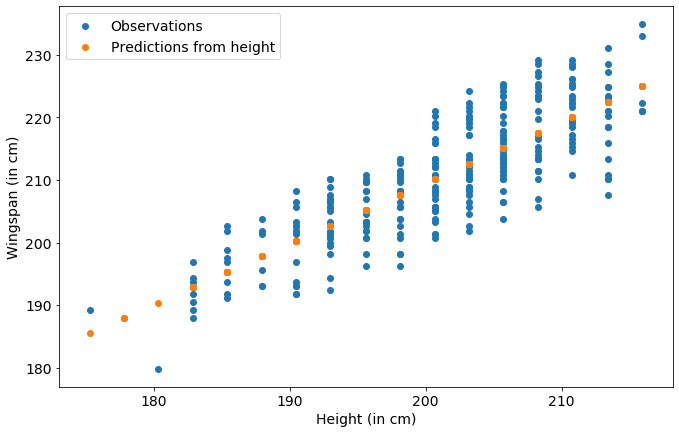 Observations
Predictions from height
230
220
210
200
190
180
Wingspan (in cm)
180 190 200 210
Height (in cm)